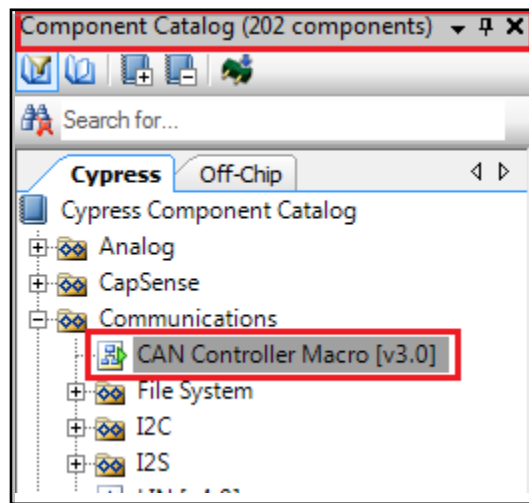 Component Catalog (202 components)
Search for...
Cypress Off-Chip
Cypress Component Catalog
Analog
CapSense
Communications
CAN Controller Macro [v3.0]
File System
I2C
I2S